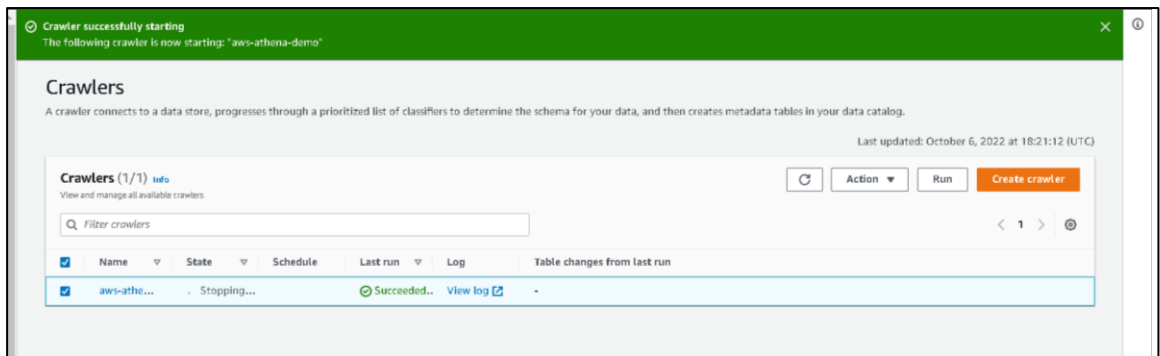 Crawler successfully starting
The following crawler is now starting: "aws-athena-demo"
Crawlers
A crawler connects to a data store, progresses through a prioritized list of classifiers to determine the schema for your data, and then creates metadata tables in your data catalog.
Last updated: October 6, 2022 at 18:21:12 (UTC)
Crawlers (1/1) Info
Action Run Create crawler
View and manage all available crawlers.
Filter crawlers
1
Name State Schedule Last run Log Table changes from last run
aws-athe... Stopping... Succeeded.. View log -